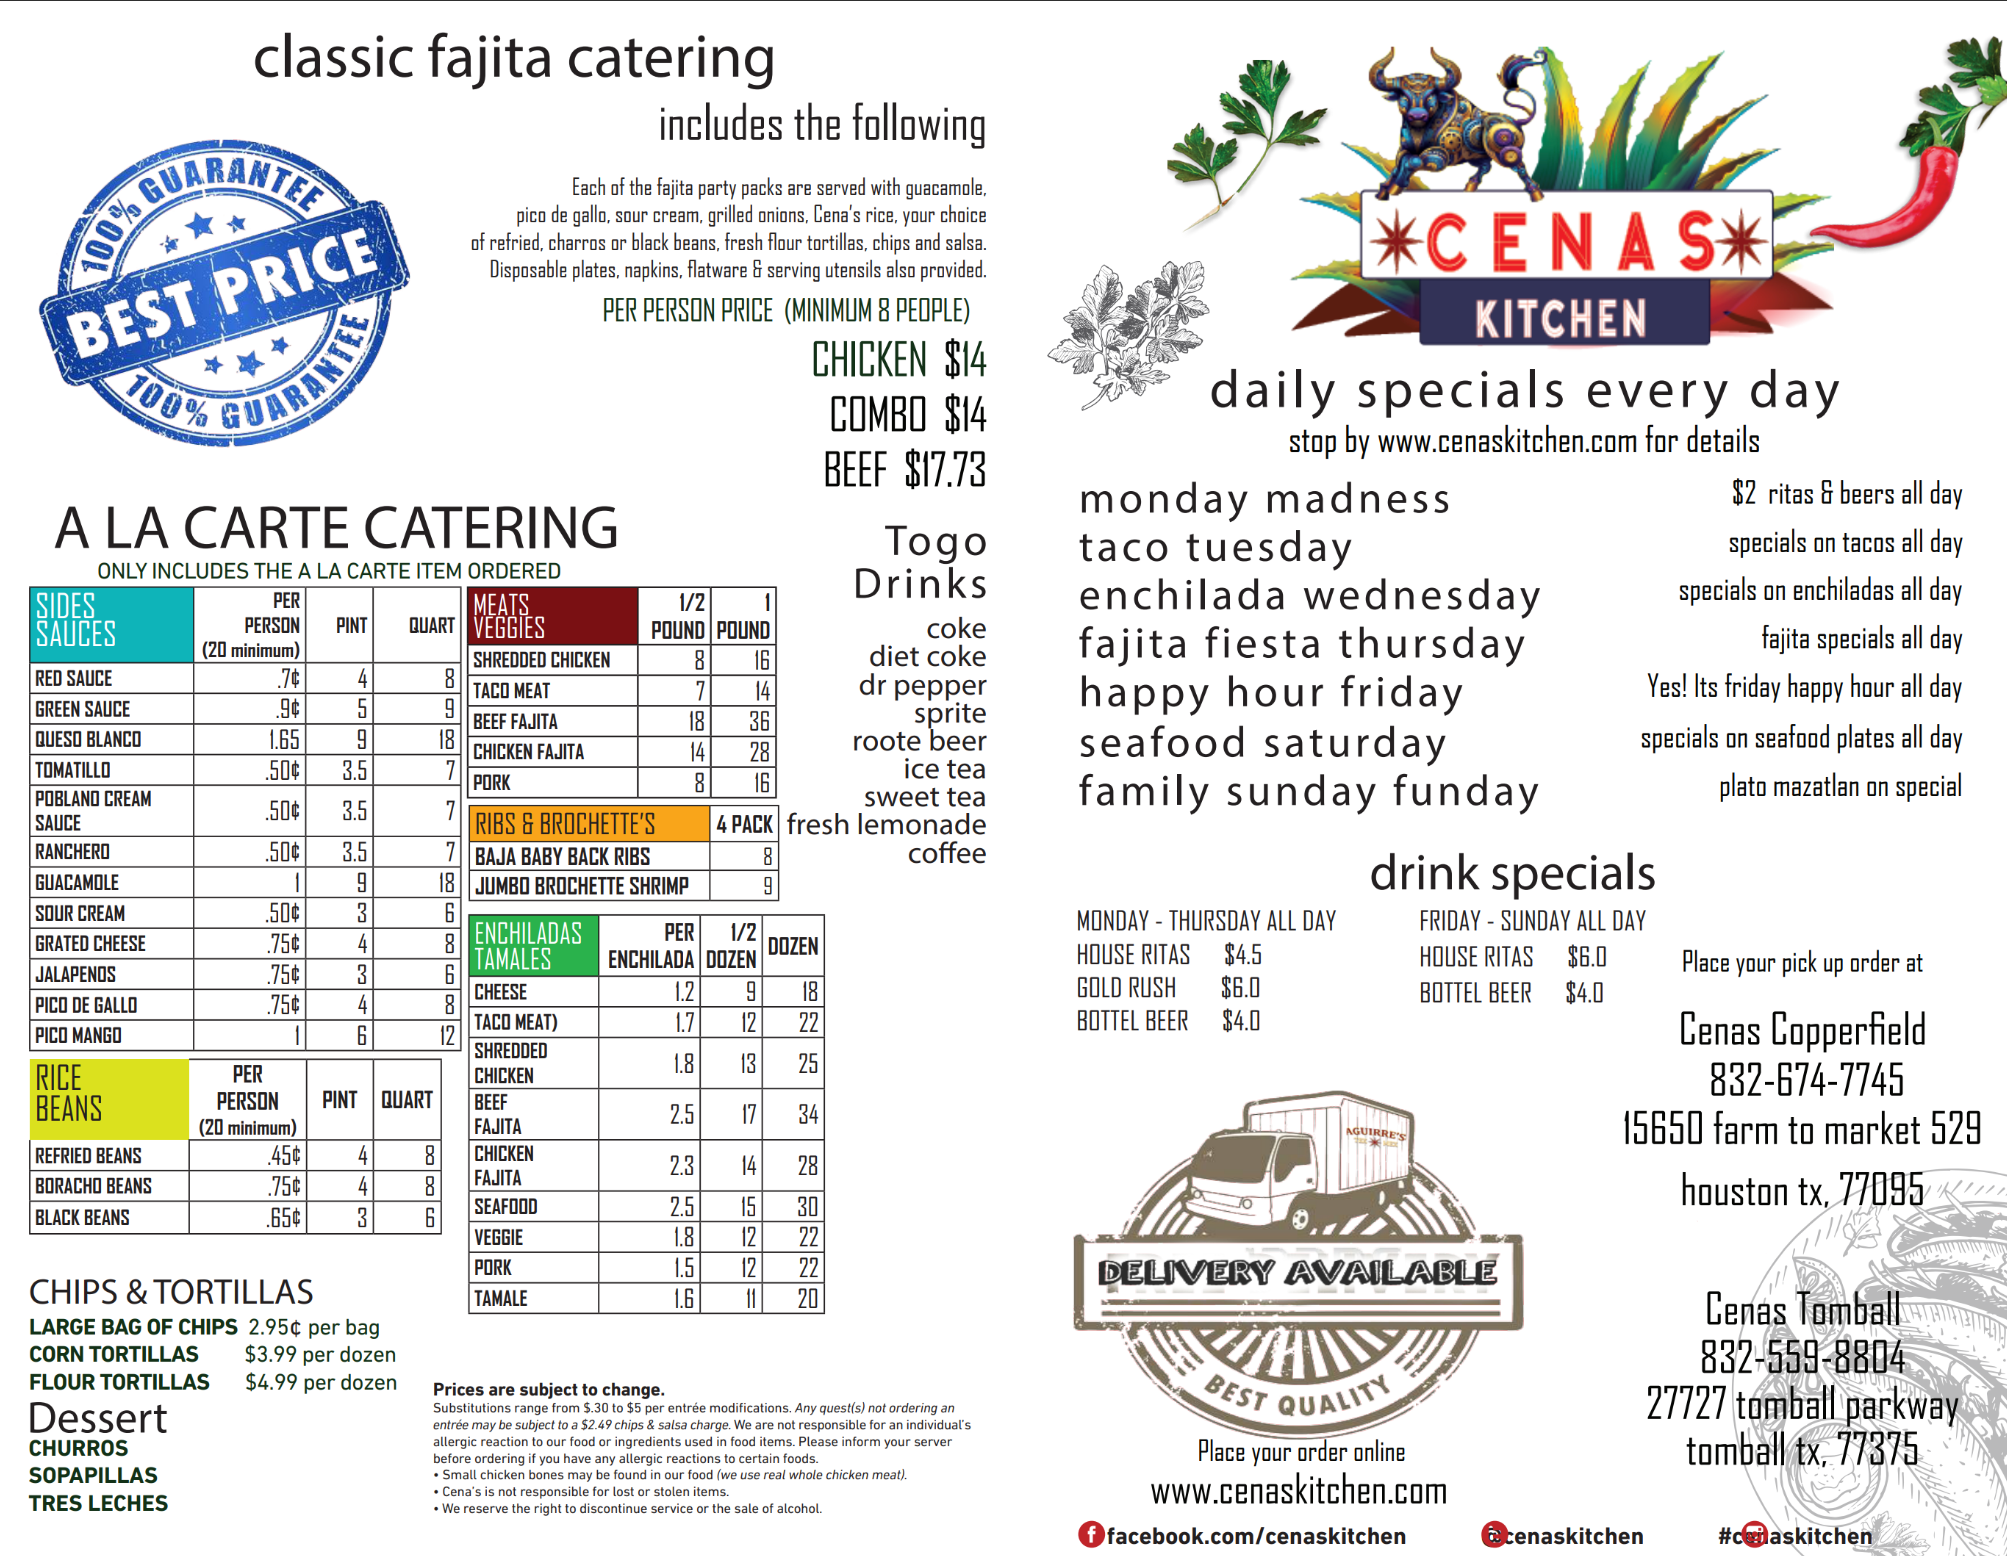 classic fajita catering
includes the following
100% GUARANTEE
BEST PRICE
100% GUARANTEE
Each of the fajita party packs are served with guacamole,
pico de gallo, sour cream, grilled onions, Cena's rice, your choice
of refried, charros or black beans, fresh flour tortillas, chips and salsa.
Disposable plates, napkins, flatware & serving utensils also provided.
PER PERSON PRICE (MINIMUM 8 PEOPLE)
CHICKEN $14
COMBO $14
BEEF $17.73
A LA CARTE CATERING
ONLY INCLUDES THE A LA CARTE ITEM ORDERED
SIDES SAUCES PER PERSON (20 minimum) PINT QUART
RED SAUCE .7¢ 4 8
GREEN SAUCE .9¢ 5 9
QUESO BLANCO 1.65 9 18
TOMATILLO .50¢ 3.5 7
POBLANO CREAM SAUCE .50¢ 3.5 7
RANCHERO .50¢ 3.5 7
GUACAMOLE 1 9 18
SOUR CREAM .50¢ 3 6
GRATED CHEESE .75¢ 4 8
JALAPENOS .75¢ 3 6
PICO DE GALLO .75¢ 4 8
PICO MANGO 1 6 12
RICE BEANS PER PERSON (20 minimum) PINT QUART
REFRIED BEANS .45¢ 4 8
BORACHO BEANS .75¢ 4 8
BLACK BEANS .65¢ 3 6
CHIPS & TORTILLAS
LARGE BAG OF CHIPS 2.95¢ per bag
CORN TORTILLAS $3.99 per dozen
FLOUR TORTILLAS $4.99 per dozen
Dessert
CHURROS
SOPAPILLAS
TRES LECHES
MEATS VEGGIES 1/2 POUND 1 POUND
SHREDDED CHICKEN 8 16
TACO MEAT 7 14
BEEF FAJITA 18 36
CHICKEN FAJITA 14 28
PORK 8 16
RIBS & BROCHETTE'S 4 PACK
BAJA BABY BACK RIBS 8
JUMBO BROCHETTE SHRIMP 9
ENCHILADAS TAMALES PER ENCHILADA 1/2 DOZEN DOZEN
CHEESE 1.2 9 18
TACO MEAT) 1.7 12 22
SHREDDED CHICKEN 1.8 13 25
BEEF FAJITA 2.5 17 34
CHICKEN FAJITA 2.3 14 28
SEAFOOD 2.5 15 30
VEGGIE 1.8 12 22
PORK 1.5 12 22
TAMALE 1.6 11 20
Togo
Drinks
coke
diet coke
dr pepper
sprite
roote beer
ice tea
sweet tea
fresh lemonade
coffee
Prices are subject to change.
Substitutions range from $.30 to $5 per entrée modifications. Any quest(s) not ordering an
entrée may be subject to a $2.49 chips & salsa charge. We are not responsible for an individual's
allergic reaction to our food or ingredients used in food items. Please inform your server
before ordering if you have any allergic reactions to certain foods.
• Small chicken bones may be found in our food (we use real whole chicken meat).
• Cena's is not responsible for lost or stolen items.
• We reserve the right to discontinue service or the sale of alcohol.
CENAS
KITCHEN
daily specials every day
stop by www.cenaskitchen.com for details
monday madness $2 ritas & beers all day
taco tuesday specials on tacos all day
enchilada wednesday specials on enchiladas all day
fajita fiesta thursday fajita specials all day
happy hour friday Yes! Its friday happy hour all day
seafood saturday specials on seafood plates all day
family sunday funday plato mazatlan on special
drink specials
MONDAY - THURSDAY ALL DAY
HOUSE RITAS $4.5
GOLD RUSH $6.0
BOTTEL BEER $4.0
FRIDAY - SUNDAY ALL DAY
HOUSE RITAS $6.0
BOTTEL BEER $4.0
Place your pick up order at
Cenas Copperfield
832-674-7745
15650 farm to market 529
houston tx, 77095
Cenas Tomball
832-559-8804
27727 tomball parkway
tomball tx, 77375
AGUIRRE'S
DELIVERY AVAILABLE
BEST QUALITY
Place your order online
www.cenaskitchen.com
facebook.com/cenaskitchen
@cenaskitchen
#cenaskitchen